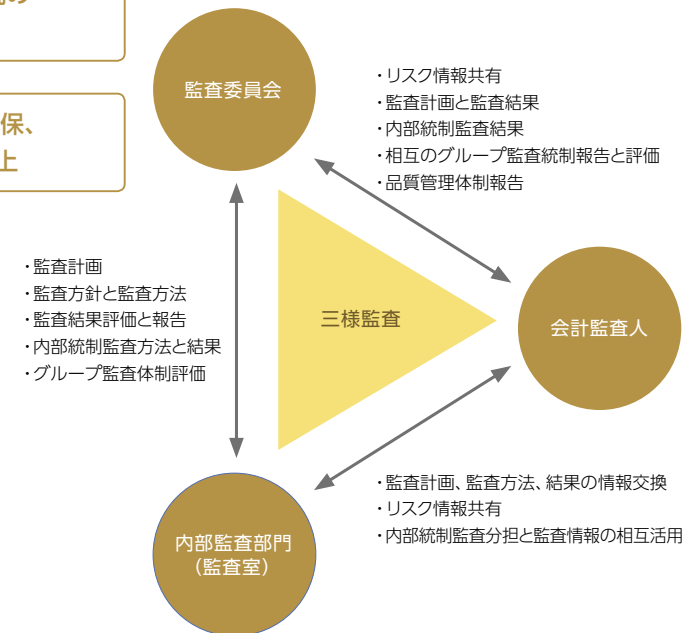 保、
上
監査委員会
・リスク情報共有
・監査計画と監査結果
・内部統制監査結果
・相互のグループ監査統制報告と評価
・品質管理体制報告
・監査計画
・監査方針と監査方法
・監査結果評価と報告
・内部統制監査方法と結果
・グループ監査体制評価
三様監査
会計監査人
・監査計画、監査方法、結果の情報交換
・リスク情報共有
・内部統制監査分担と監査情報の相互活用
内部監査部門
（監査室）